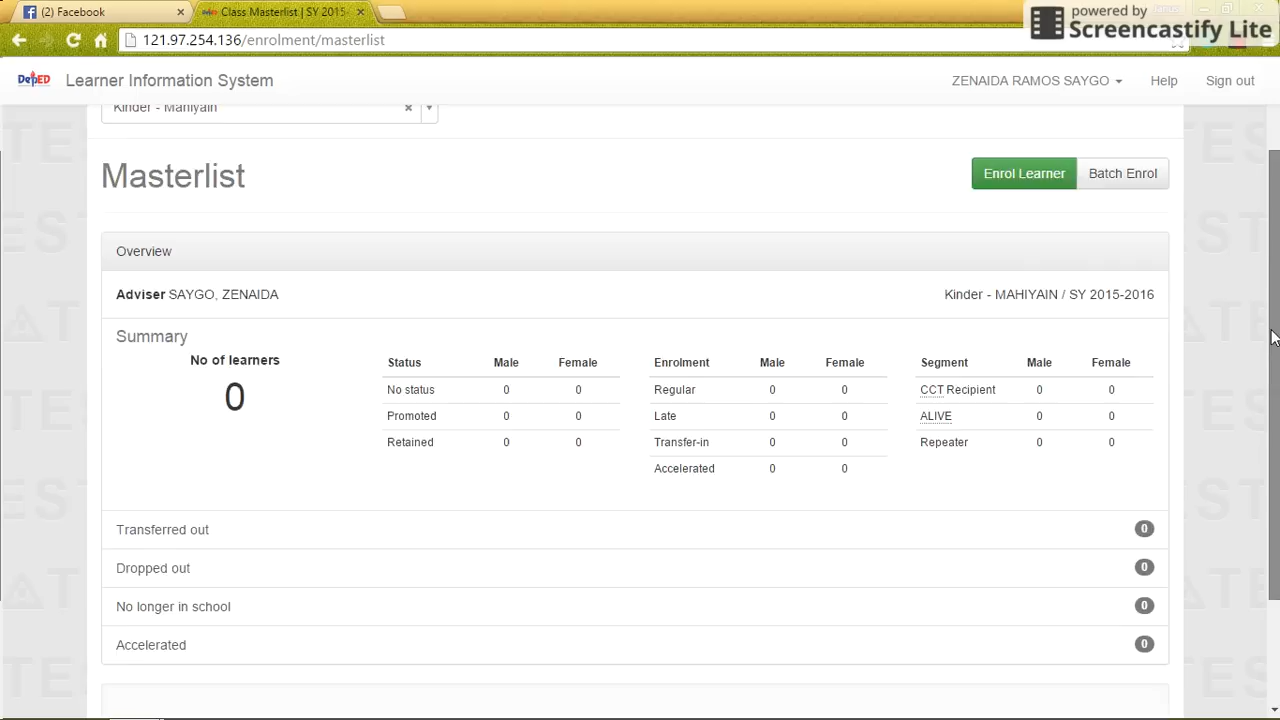 (2) Facebook
Class Masterlist | SY 2015-
powered by
Screencastify Lite
121.97.254.136/enrolment/masterlist
DepED
Learner Information System
ZENAIDA RAMOS SAYGO
Help
Sign out
Kinder - Mahiyain
Masterlist
Enrol Learner
Batch Enrol
Overview
Adviser SAYGO, ZENAIDA
Kinder - MAHIYAIN / SY 2015-2016
Summary
No of learners
0
Status Male Female
No status 0 0
Promoted 0 0
Retained 0 0
Enrolment Male Female
Regular 0 0
Late 0 0
Transfer-in 0 0
Accelerated 0 0
Segment Male Female
CCT Recipient 0 0
ALIVE 0 0
Repeater 0 0
Transferred out 0
Dropped out 0
No longer in school 0
Accelerated 0